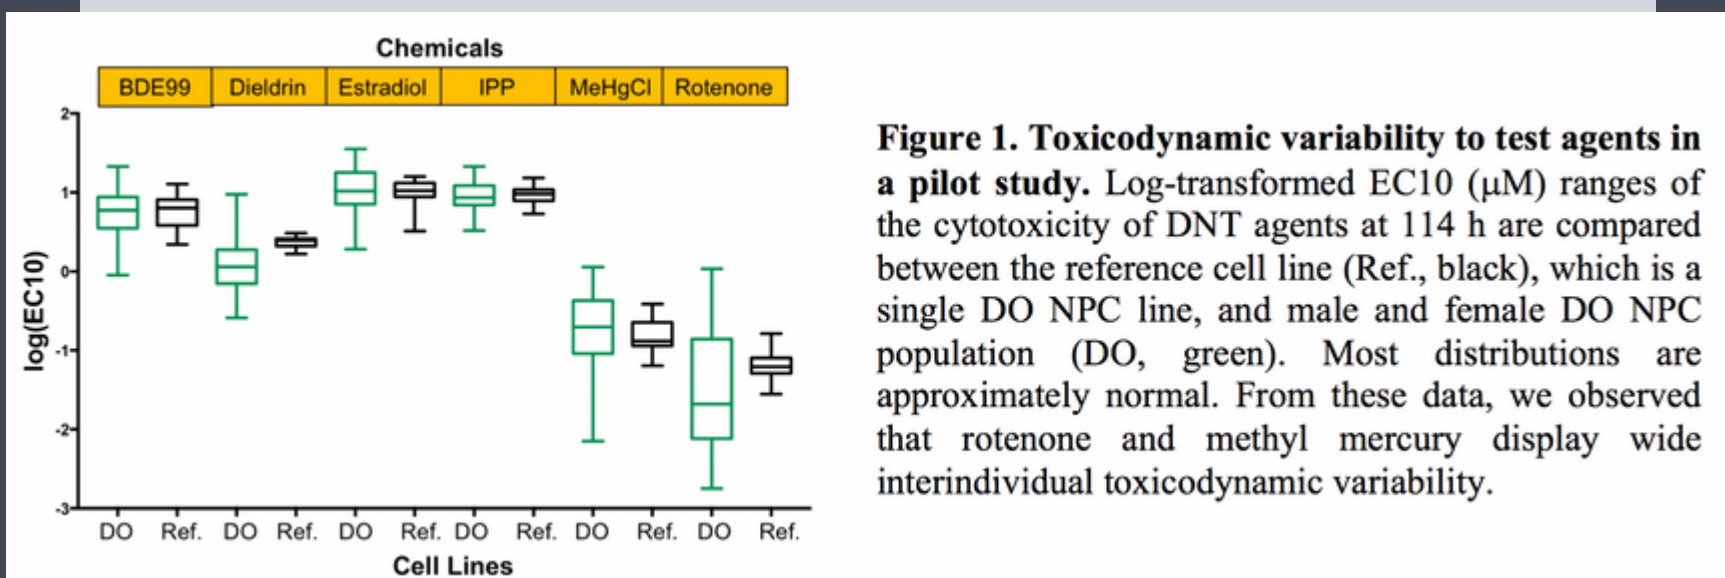 Chemicals
BDE99 Dieldrin Estradiol IPP MeHgCl Rotenone
2
1
0
-1
-2
-3
log(EC10)
DO Ref. DO Ref. DO Ref. DO Ref. DO Ref. DO Ref.
Cell Lines
Figure 1. Toxicodynamic variability to test agents in
a pilot study. Log-transformed EC10 (μM) ranges of
the cytotoxicity of DNT agents at 114 h are compared
between the reference cell line (Ref., black), which is a
single DO NPC line, and male and female DO NPC
population (DO, green). Most distributions are
approximately normal. From these data, we observed
that rotenone and methyl mercury display wide
interindividual toxicodynamic variability.